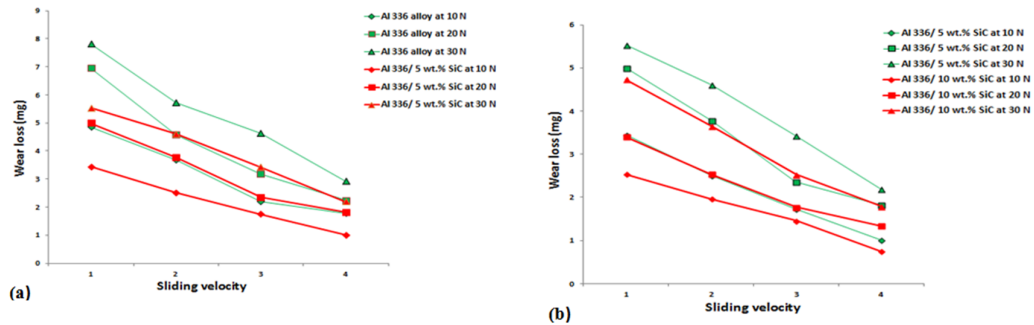 9
8
7
6
5
4
3
2
1
0
Wear loss (mg)
1 2 3 4
Sliding velocity
Al 336 alloy at 10 N
Al 336 alloy at 20 N
Al 336 alloy at 30 N
Al 336/ 5 wt.% SiC at 10 N
Al 336/ 5 wt.% SiC at 20 N
Al 336/ 5 wt.% SiC at 30 N
(a)
6
5
4
3
2
1
0
Wear loss (mg)
1 2 3 4
Sliding velocity
Al 336/ 5 wt.% SiC at 10 N
Al 336/ 5 wt.% SiC at 20 N
Al 336/ 5 wt.% SiC at 30 N
Al 336/ 10 wt.% SiC at 10 N
Al 336/ 10 wt.% SiC at 20 N
Al 336/ 10 wt.% SiC at 30 N
(b)